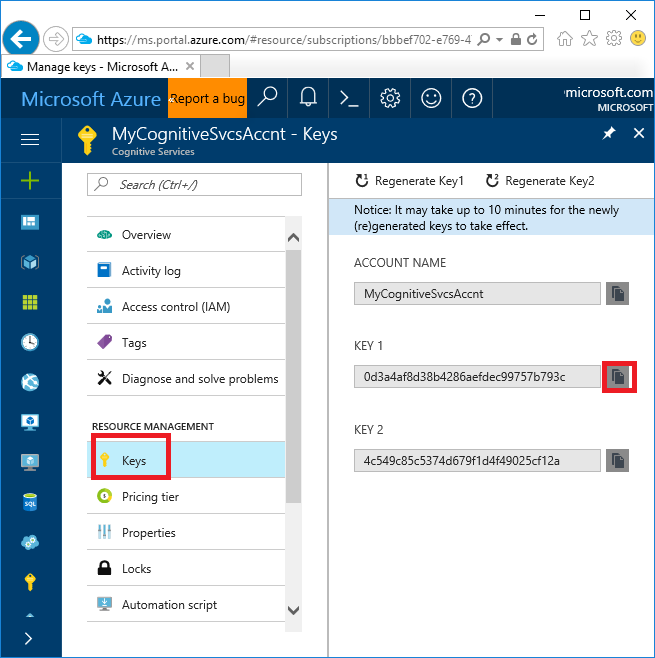 https://ms.portal.azure.com/#resource/subscriptions/bbbef702-e769-4
Manage keys - Microsoft A...
Microsoft Azure
Report a bug
:microsoft.com
MICROSOFT
MyCognitiveSvcsAccnt - Keys
Cognitive Services
Search (Ctrl+/)
Overview
Activity log
Access control (IAM)
Tags
Diagnose and solve problems
RESOURCE MANAGEMENT
Keys
Pricing tier
Properties
Locks
Automation script
SQL
Regenerate Key1
Regenerate Key2
Notice: It may take up to 10 minutes for the newly
(re)generated keys to take effect.
ACCOUNT NAME
MyCognitiveSvcsAccnt
KEY 1
0d3a4af8d38b4286aefdec99757b793c
KEY 2
4c549c85c5374d679f1d4f49025cf12a